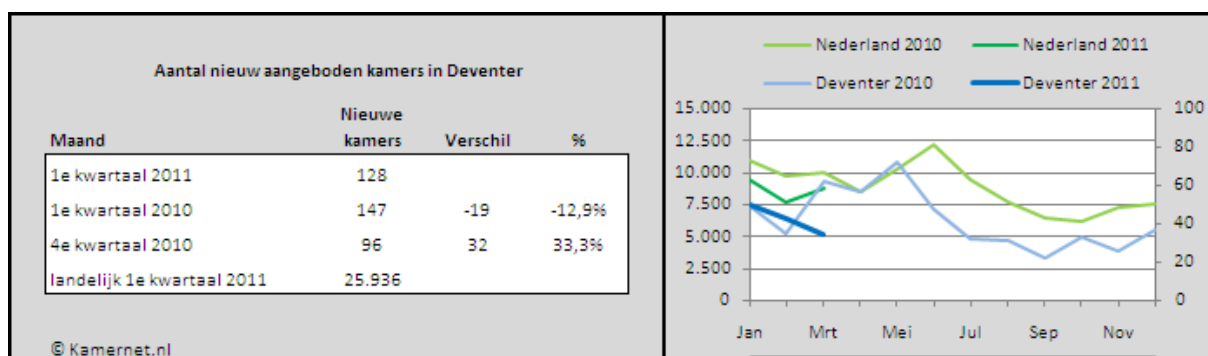 Aantal nieuw aangeboden kamers in Deventer
Nieuwe
Maand kamers Verschil %
1e kwartaal 2011 128
1e kwartaal 2010 147 -19 -12,9%
4e kwartaal 2010 96 32 33,3%
landelijk 1e kwartaal 2011 25.936
© Kamernet.nl
Nederland 2010 Nederland 2011
Deventer 2010 Deventer 2011
15.000 100
12.500
80
10.000
60
7.500
40
5.000
20
2.500
0 0
Jan Mrt Mei Jul Sep Nov